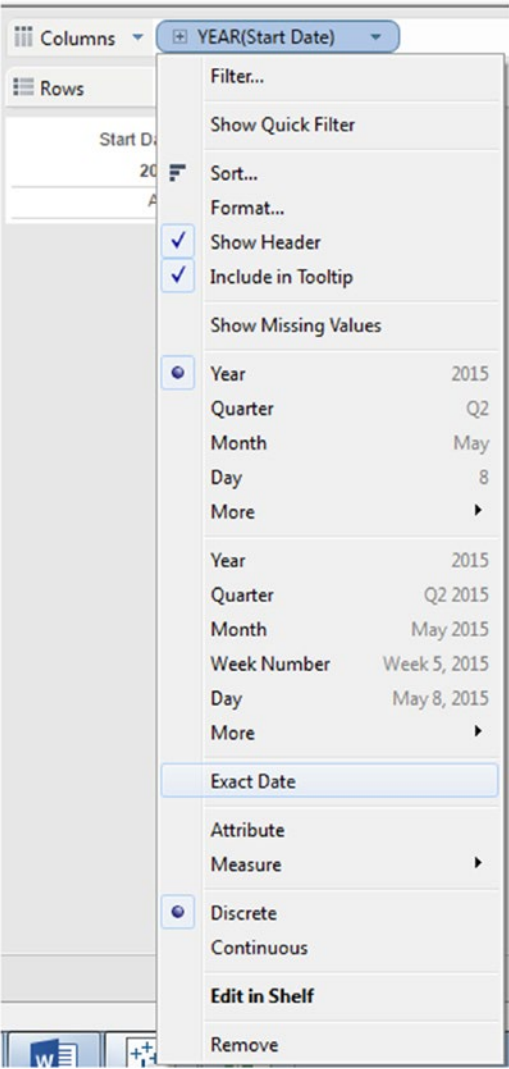 Columns YEAR(Start Date)
Rows
Filter...
Show Quick Filter
Start Da
20
A
Sort...
Format...
Show Header
Include in Tooltip
Show Missing Values
Year 2015
Quarter Q2
Month May
Day 8
More
Year 2015
Quarter Q2 2015
Month May 2015
Week Number Week 5, 2015
Day May 8, 2015
More
Exact Date
Attribute
Measure
Discrete
Continuous
Edit in Shelf
Remove
W